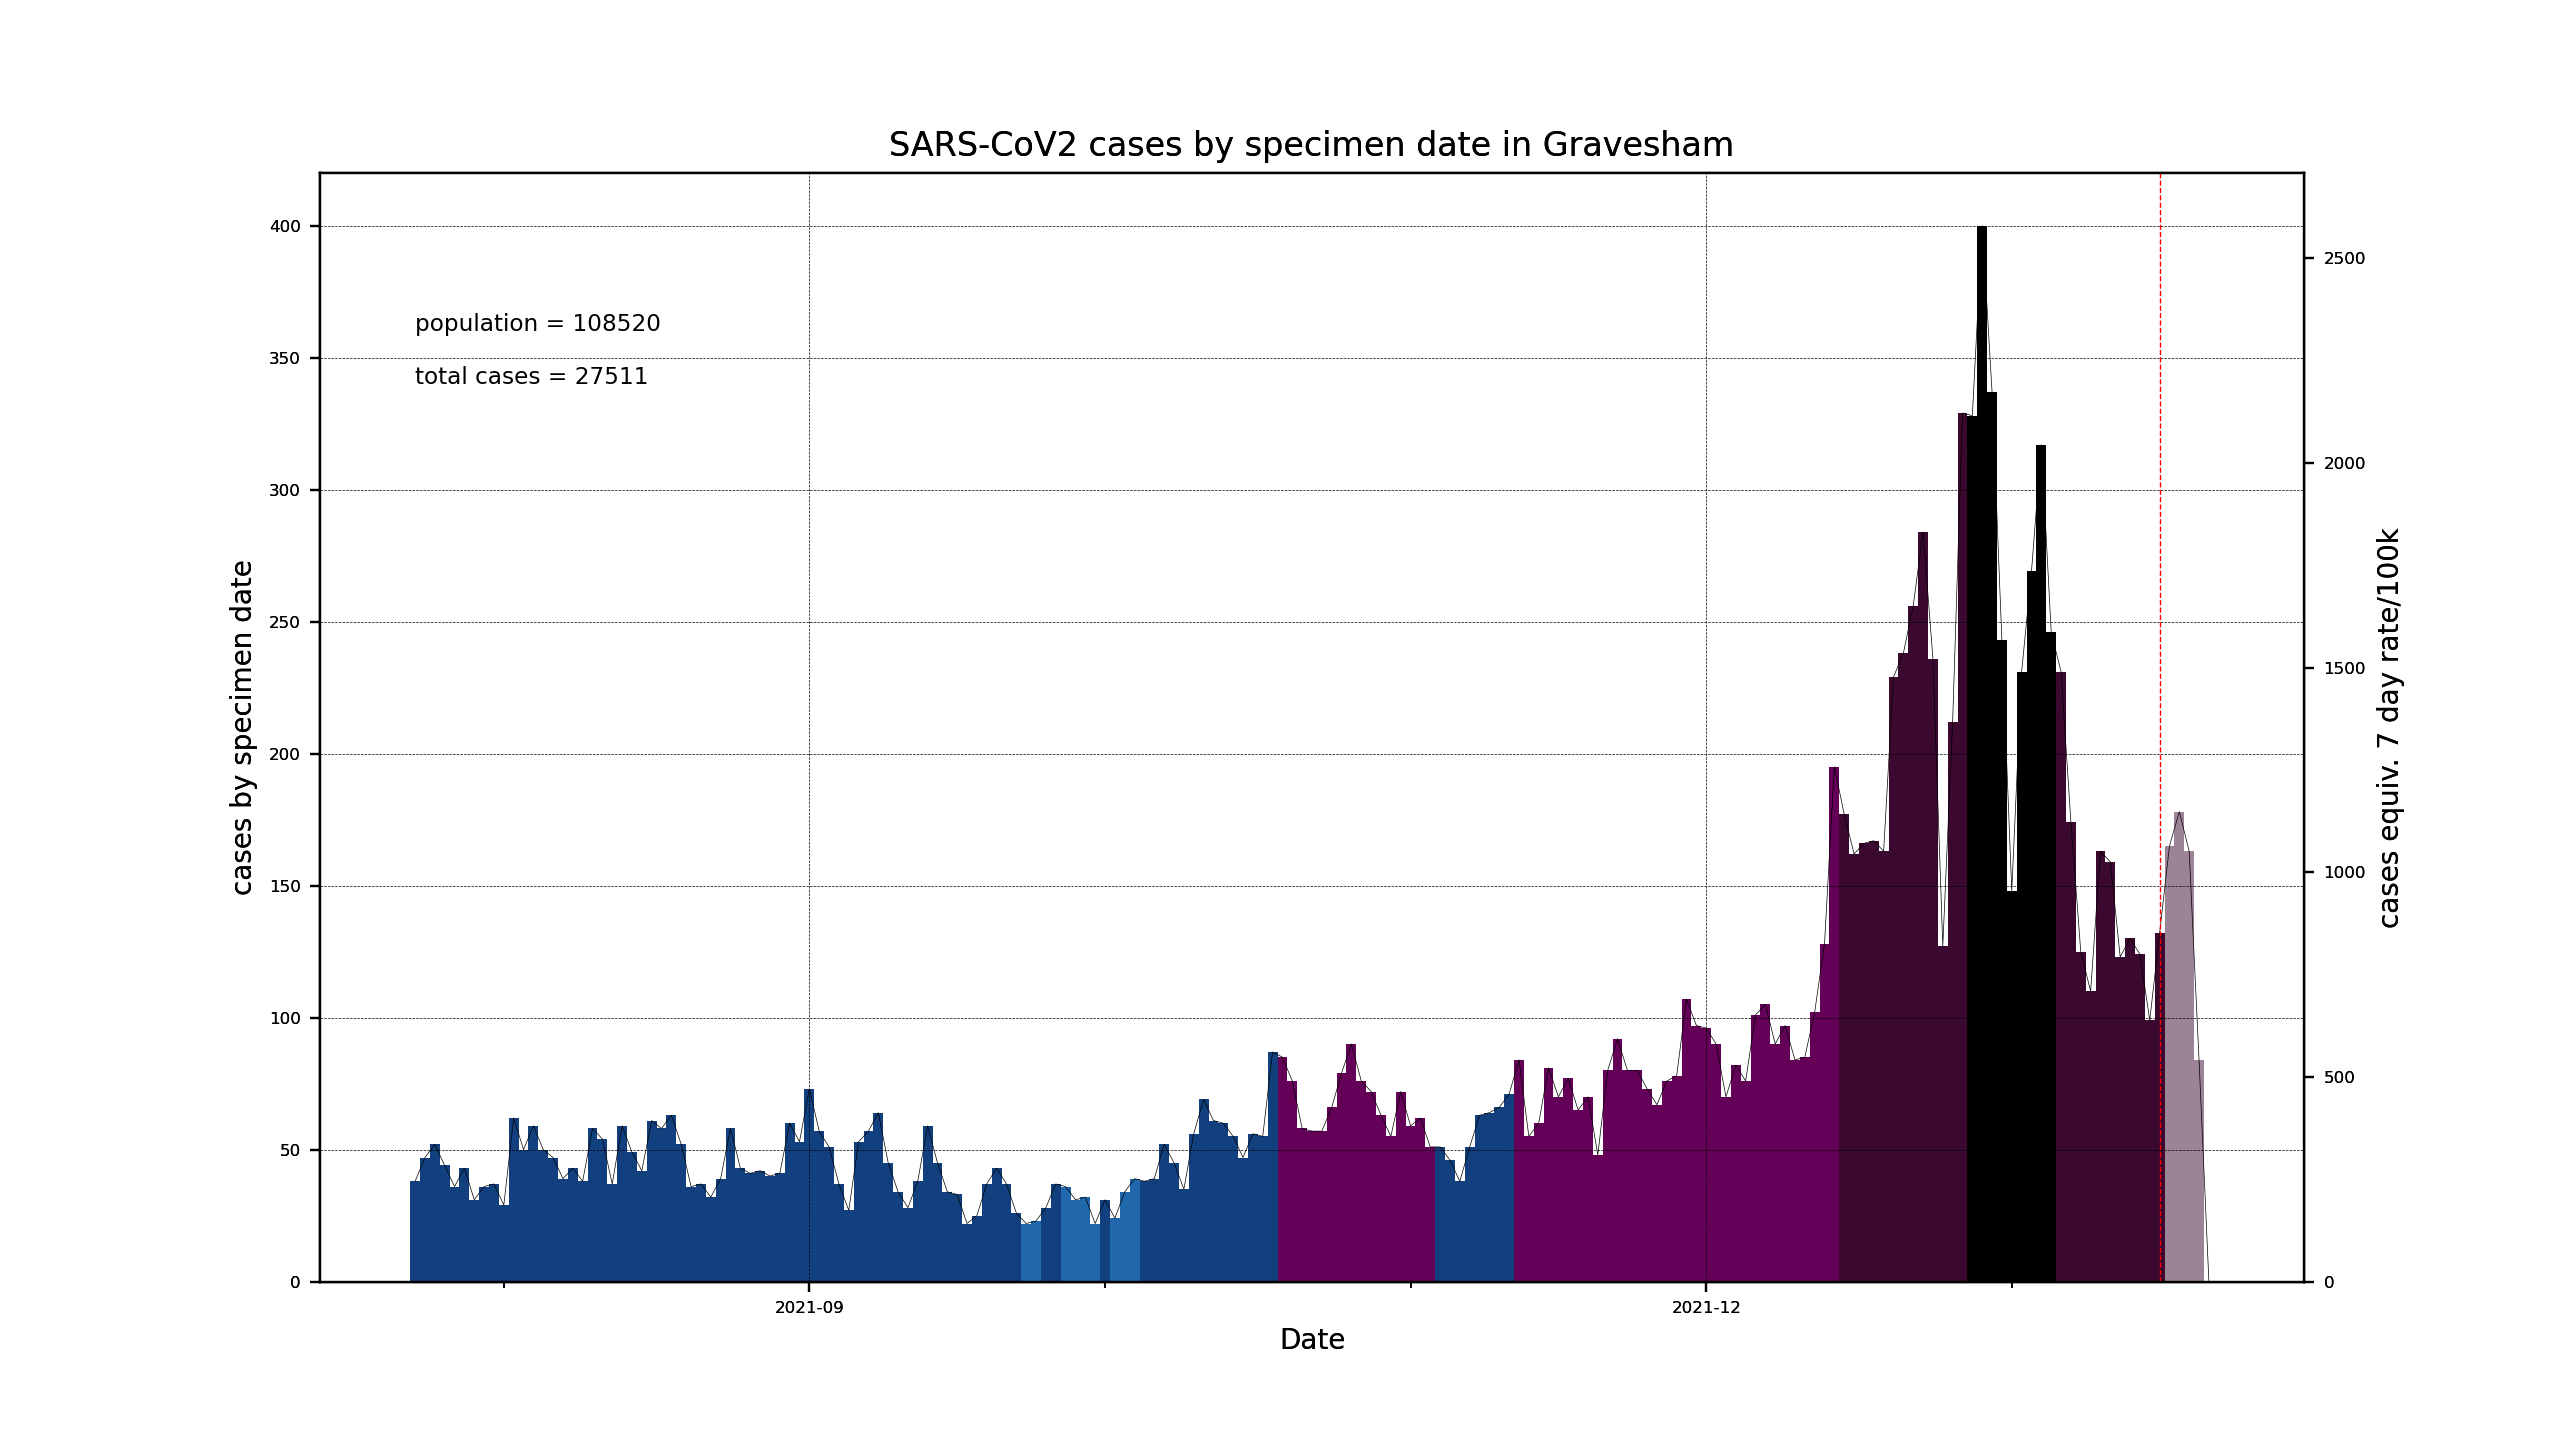 SARS-CoV2 cases by specimen date in Gravesham
400
350
300
250
200
150
100
50
0
cases by specimen date
population = 108520
total cases = 27511
2500
2000
1500
1000
500
0
cases equiv. 7 day rate/100k
2021-09
2021-12
Date